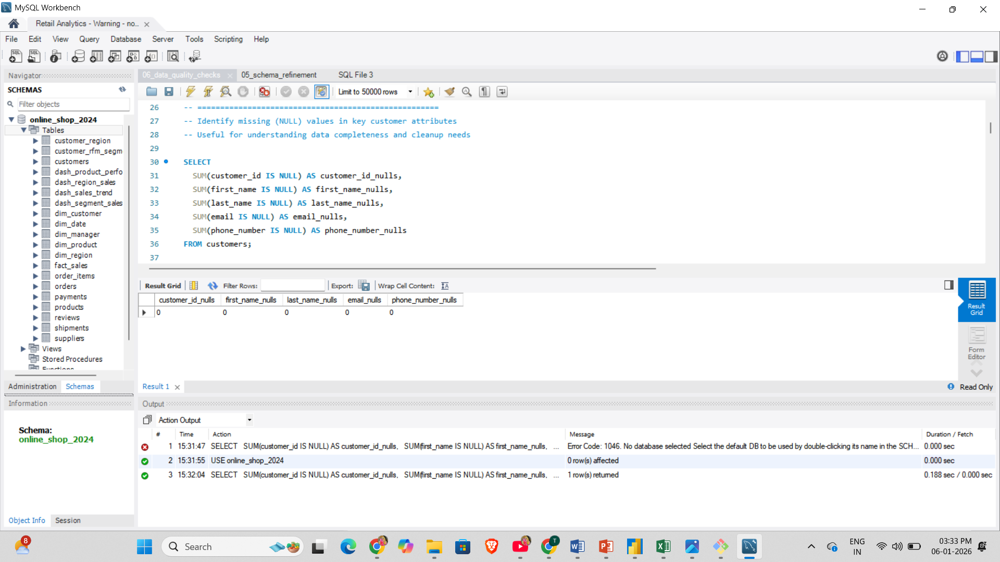 MySQL Workbench
Retail Analytics - Warning - no...
File Edit View Query Database Server Tools Scripting Help
Navigator
SCHEMAS
Filter objects
online_shop_2024
Tables
customer_region
customer_rfm_segm
customers
dash_product_perfo
dash_region_sales
dash_sales_trend
dash_segment_sales
dim_customer
dim_date
dim_manager
dim_product
dim_region
fact_sales
order_items
orders
payments
products
reviews
shipments
suppliers
Views
Stored Procedures
Functions
Administration Schemas
Information
Schema:
online_shop_2024
Object Info Session
06_data_quality_checks 05_schema_refinement SQL File 3
Limit to 50000 rows
26 -- =====================================================
27 -- Identify missing (NULL) values in key customer attributes
28 -- Useful for understanding data completeness and cleanup needs
29
30 SELECT
31 SUM(customer_id IS NULL) AS customer_id_nulls,
32 SUM(first_name IS NULL) AS first_name_nulls,
33 SUM(last_name IS NULL) AS last_name_nulls,
34 SUM(email IS NULL) AS email_nulls,
35 SUM(phone_number IS NULL) AS phone_number_nulls
36 FROM customers;
37
Result Grid Filter Rows: Export: Wrap Cell Content:
customer_id_nulls first_name_nulls last_name_nulls email_nulls phone_number_nulls
0 0 0 0 0
Result
Grid
Form
Editor
Result 1 Read Only
Output
Action Output
# Time Action Message Duration / Fetch
1 15:31:47 SELECT SUM(customer_id IS NULL) AS customer_id_nulls, SUM(first_name IS NULL) AS first_name_nulls, ... Error Code: 1046. No database selected Select the default DB to be used by double-clicking its name in the SCH... 0.000 sec
2 15:31:55 USE online_shop_2024 0 row(s) affected 0.000 sec
3 15:32:04 SELECT SUM(customer_id IS NULL) AS customer_id_nulls, SUM(first_name IS NULL) AS first_name_nulls, ... 1 row(s) returned 0.188 sec / 0.000 sec
8
Search
T
ENG
IN
03:33 PM
06-01-2026